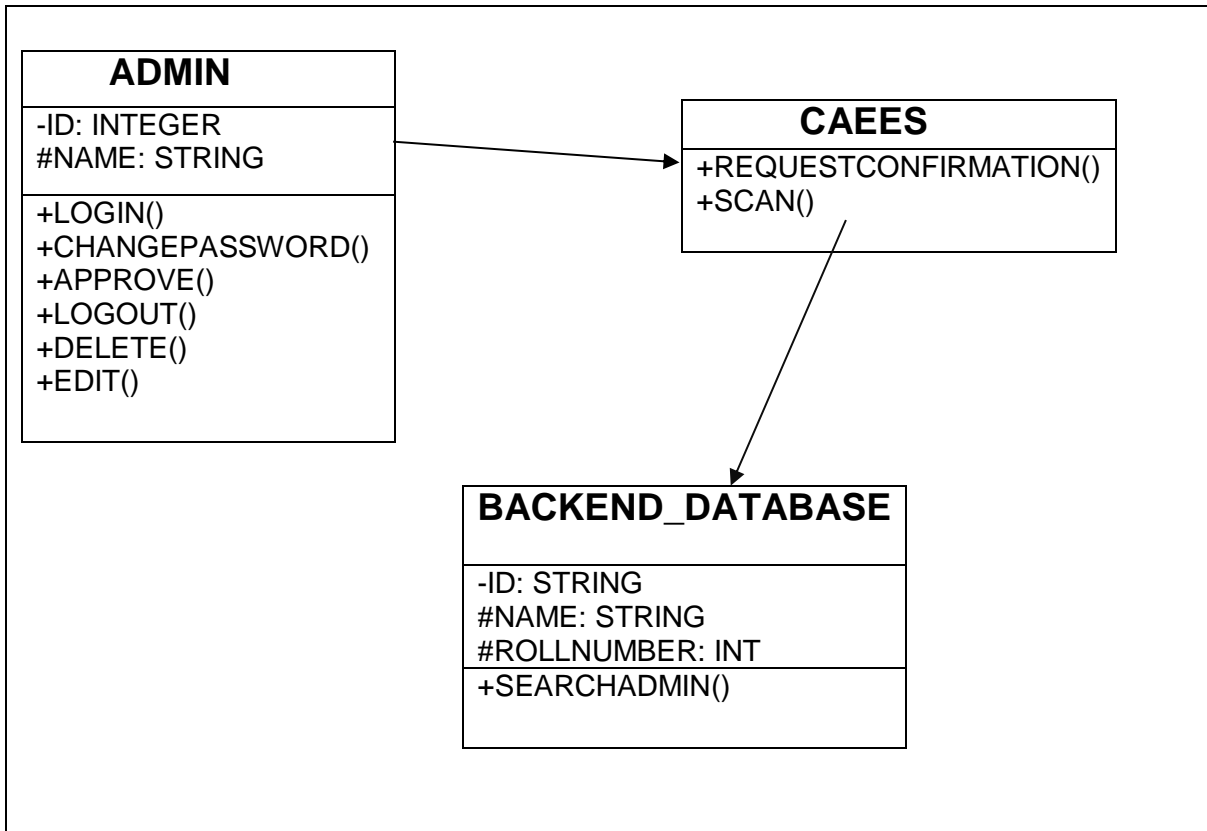 ADMIN
-ID: INTEGER
#NAME: STRING
+LOGIN()
+CHANGEPASSWORD()
+APPROVE()
+LOGOUT()
+DELETE()
+EDIT()
CAEES
+REQUESTCONFIRMATION()
+SCAN()
BACKEND_DATABASE
-ID: STRING
#NAME: STRING
#ROLLNUMBER: INT
+SEARCHADMIN()